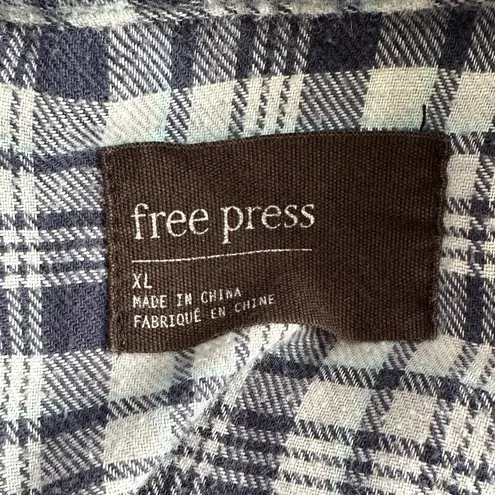 free press
XL
MADE IN CHINA
FABRIQUÉ EN CHINE